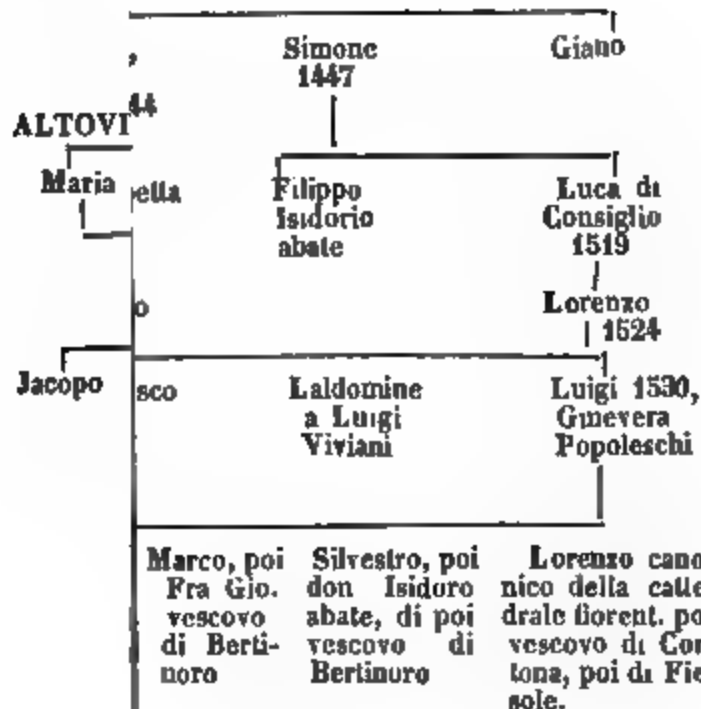 Simone
1447
Giano
44
ALTOVI
Maria
etta
Filippo
Isidorio
abate
Luca di
Consiglio
1519
o
Lorenzo
1524
Jacopo
sco
Laldomine
a Luigi
Viviani
Luigi 1530,
Ginevera
Popoleschi
Marco, poi
Fra Gio.
vescovo
di Berti-
noro
Silvestro, poi
don Isidoro
abate, di poi
vescovo di
Bertinoro
Lorenzo cano
nico della catte
drale fiorent. po
vescovo di Cor
tona, poi di Fie
sole.